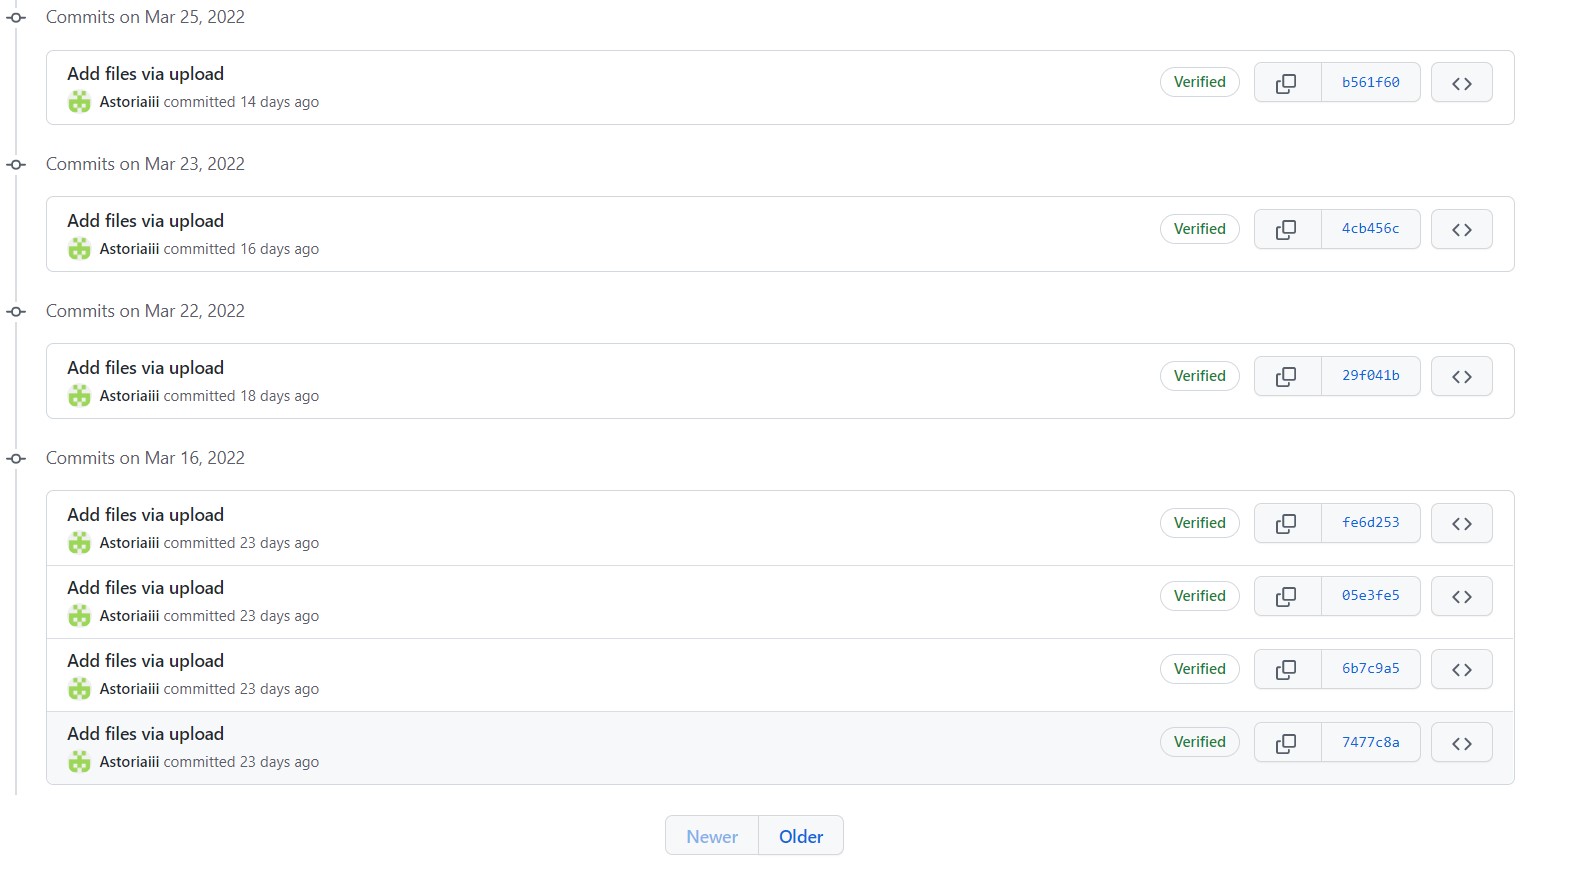 Commits on Mar 25, 2022
Add files via upload
Astoriaiii committed 14 days ago
Verified
b561f60
Commits on Mar 23, 2022
Add files via upload
Astoriaiii committed 16 days ago
Verified
4cb456c
Commits on Mar 22, 2022
Add files via upload
Astoriaiii committed 18 days ago
Verified
29f041b
Commits on Mar 16, 2022
Add files via upload
Astoriaiii committed 23 days ago
Verified
fe6d253
Add files via upload
Astoriaiii committed 23 days ago
Verified
05e3fe5
Add files via upload
Astoriaiii committed 23 days ago
Verified
6b7c9a5
Add files via upload
Astoriaiii committed 23 days ago
Verified
7477c8a
Newer
Older